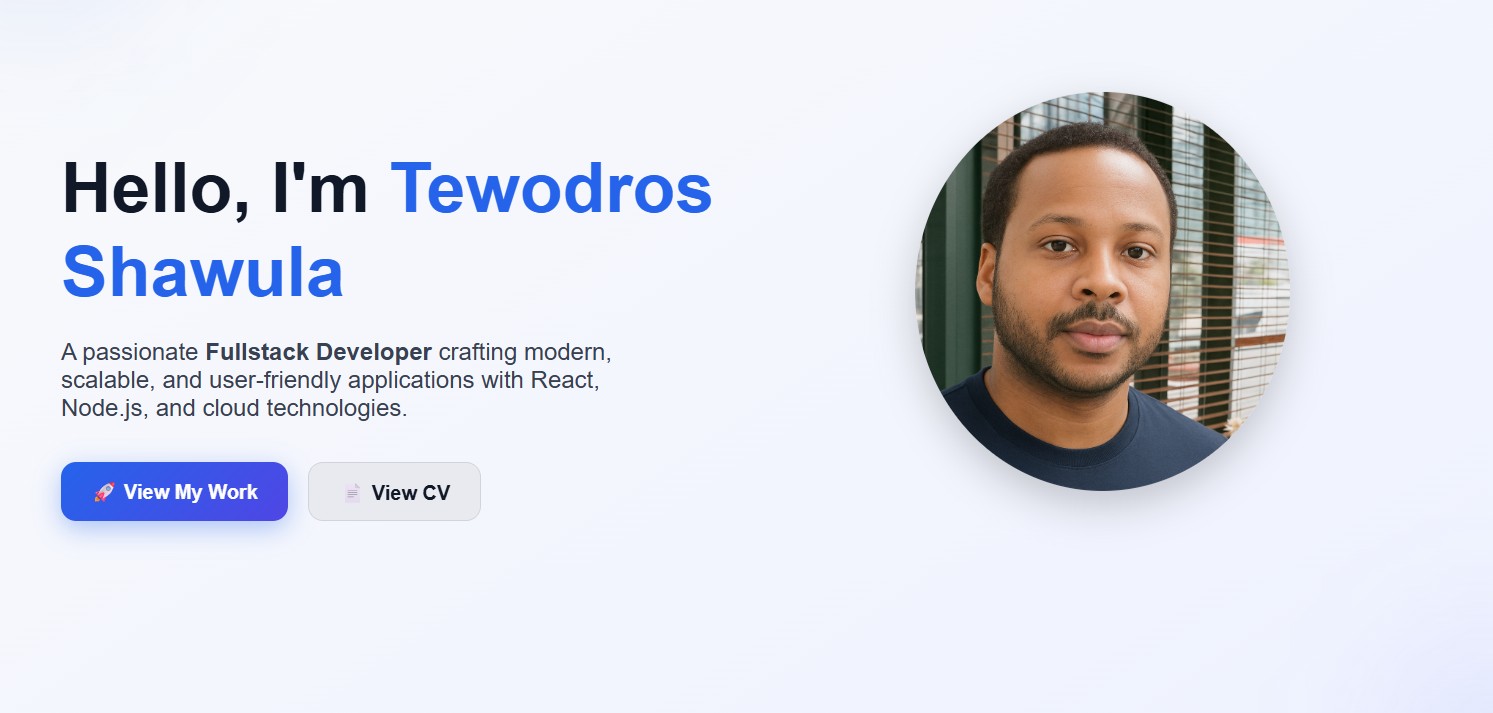 Hello, I'm Tewodros
Shawula
A passionate Fullstack Developer crafting modern,
scalable, and user-friendly applications with React,
Node.js, and cloud technologies.
🚀 View My Work
📄 View CV